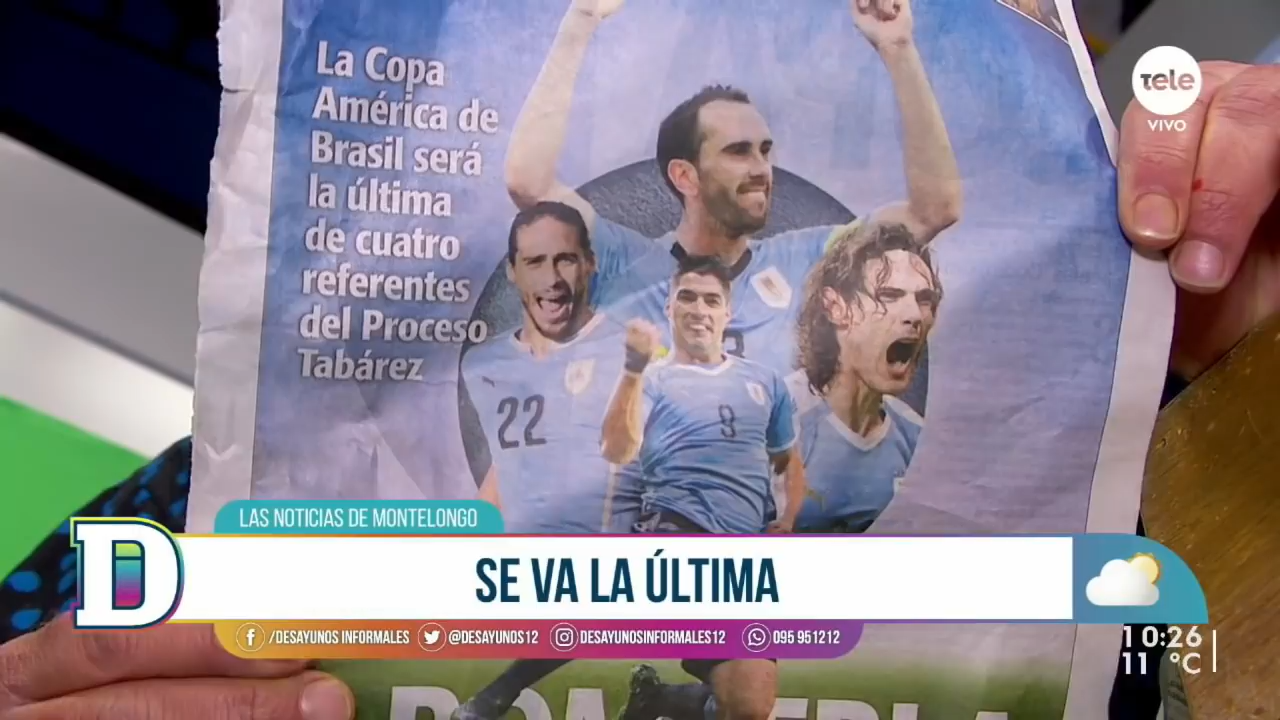 La Copa
América de
Brasil será
la última
de cuatro
referentes
del Proceso
Tabárez
22
9
tele
VIVO
LAS NOTICIAS DE MONTELONGO
D
SE VA LA ÚLTIMA
/DESAYUNOS INFORMALES @DESAYUNOS12 DESAYUNOSINFORMALES12 095 951212
10:26
11 °C